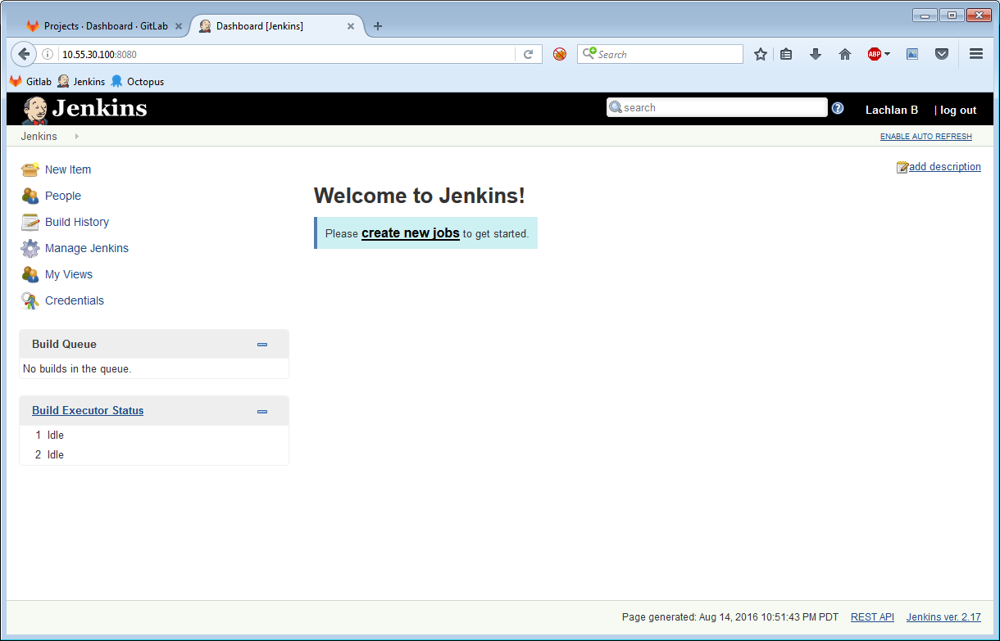 Projects · Dashboard · GitLab
Dashboard [Jenkins]
10.55.30.100:8080
Search
ABP
Gitlab
Jenkins
Octopus
Jenkins
search
Lachlan B
| log out
Jenkins
ENABLE AUTO REFRESH
New Item
People
Build History
Manage Jenkins
My Views
Credentials
add description
Welcome to Jenkins!
Please create new jobs to get started.
Build Queue
No builds in the queue.
Build Executor Status
1 Idle
2 Idle
Page generated: Aug 14, 2016 10:51:43 PM PDT
REST API
Jenkins ver. 2.17